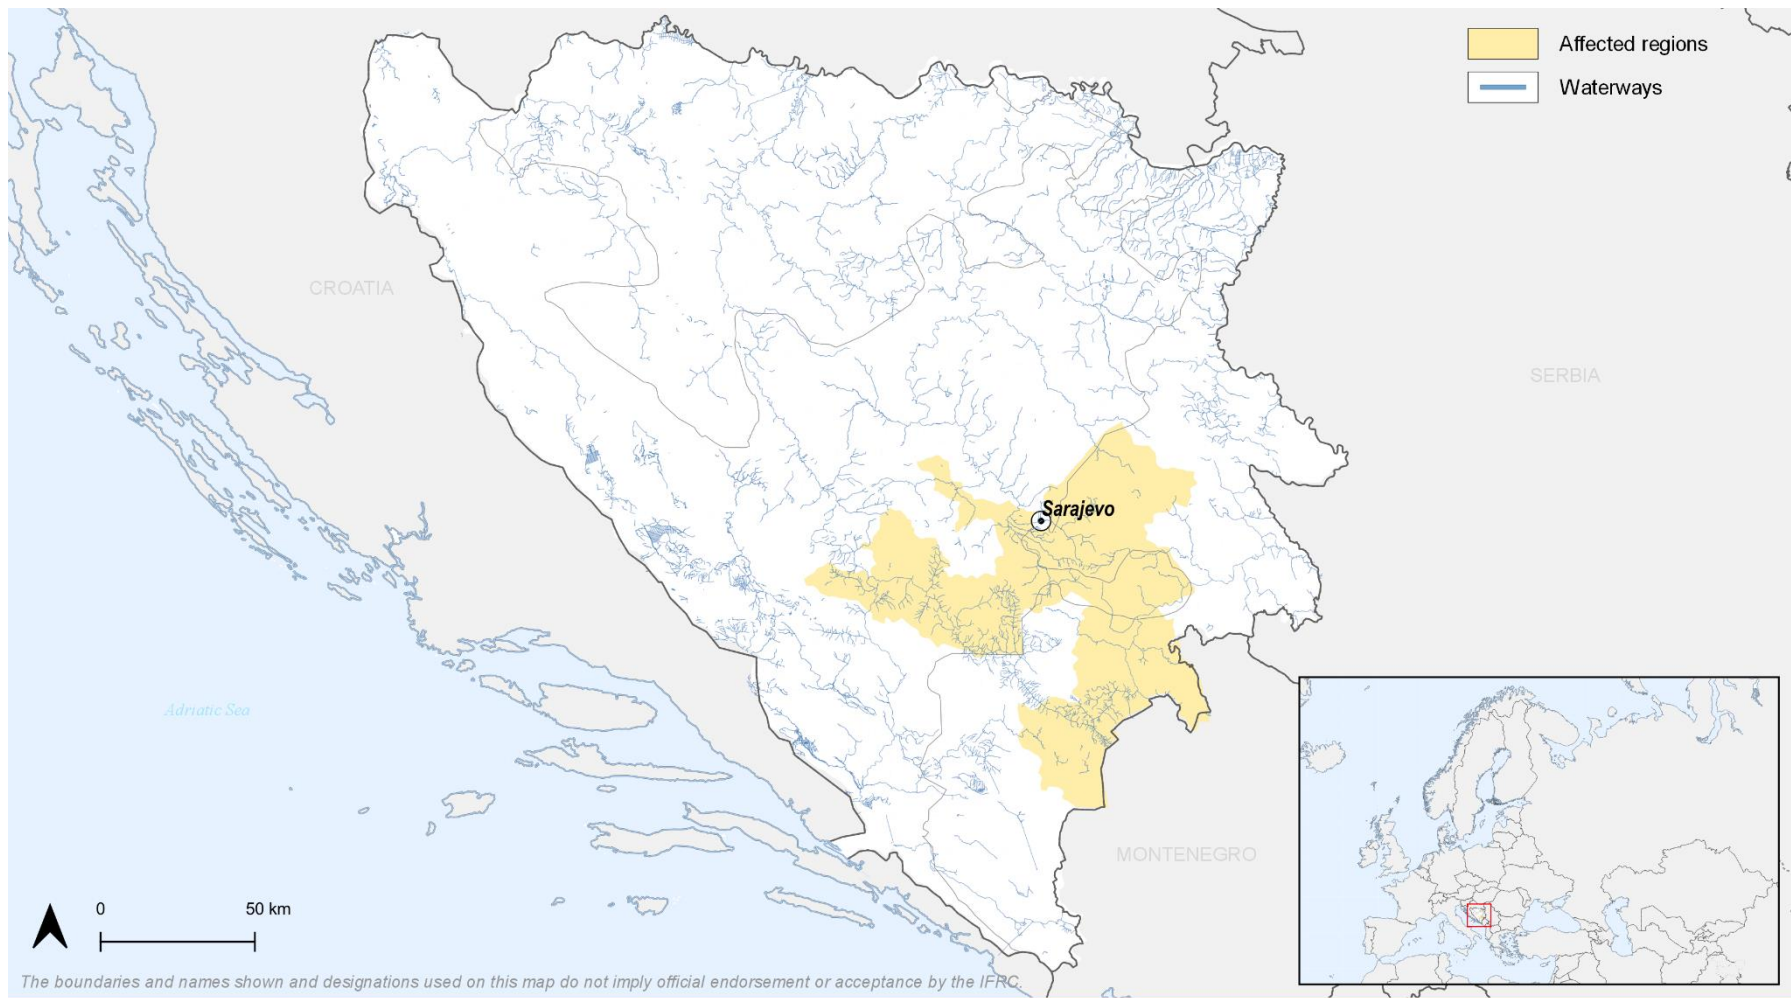 Affected regions
Waterways
CROATIA
SERBIA
Sarajevo
Adriatic Sea
MONTENEGRO
0 50 km
The boundaries and names shown and designations used on this map do not imply official endorsement or acceptance by the IFRC.